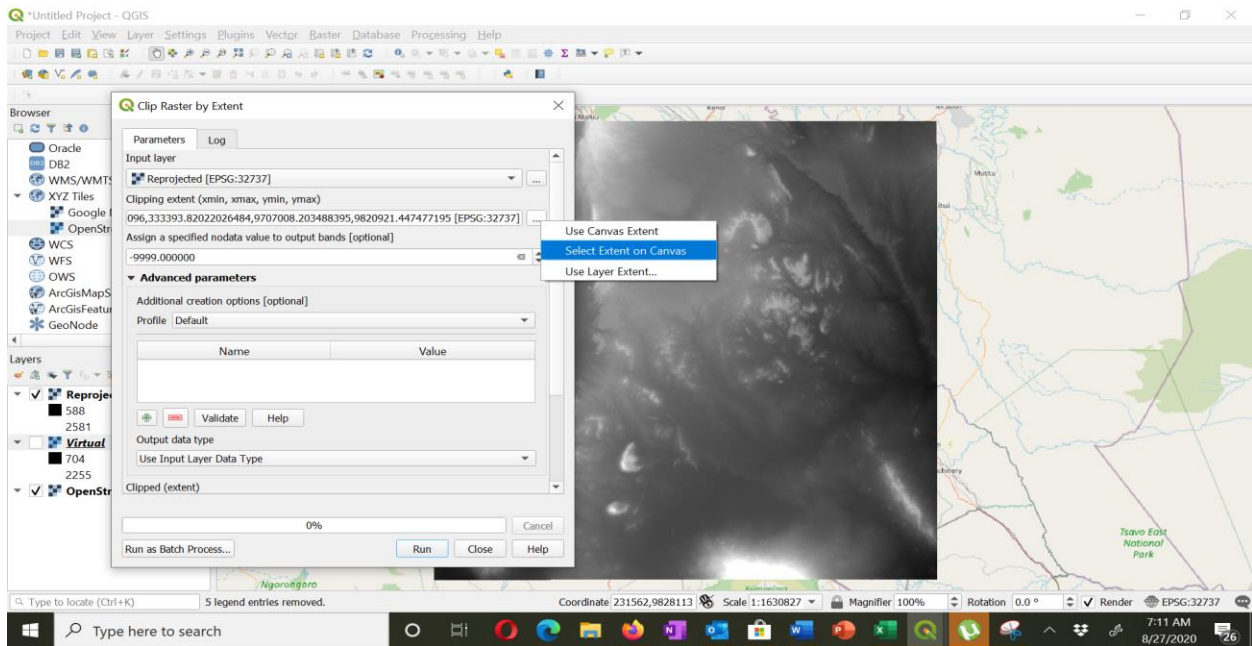 *Untitled Project - QGIS
Project Edit View Layer Settings Plugins Vector Raster Database Processing Help
Browser
Oracle
DB2
WMS/WMTS
XYZ Tiles
Google
OpenStr
WCS
WFS
OWS
ArcGisMapS
ArcGisFeatur
GeoNode
Layers
Reproje
588
2581
Virtual
704
2255
OpenStr
Clip Raster by Extent
Parameters Log
Input layer
Reprojected [EPSG:32737]
...
Clipping extent (xmin, xmax, ymin, ymax)
096,333393.82022026484,9707008.203488395,9820921.447477195 [EPSG:32737]
...
Assign a specified nodata value to output bands [optional]
-9999.000000
Advanced parameters
Additional creation options [optional]
Profile Default
Name Value
Validate Help
Output data type
Use Input Layer Data Type
Clipped (extent)
0%
Cancel
Run as Batch Process...
Run Close Help
Use Canvas Extent
Select Extent on Canvas
Use Layer Extent...
Mutitu
Tsavo East
National
Park
Ngorongoro
Type to locate (Ctrl+K) 5 legend entries removed. Coordinate 231562,9828113 Scale 1:1630827 Magnifier 100% Rotation 0.0 ° Render EPSG:32737
Type here to search
7:11 AM
8/27/2020
26